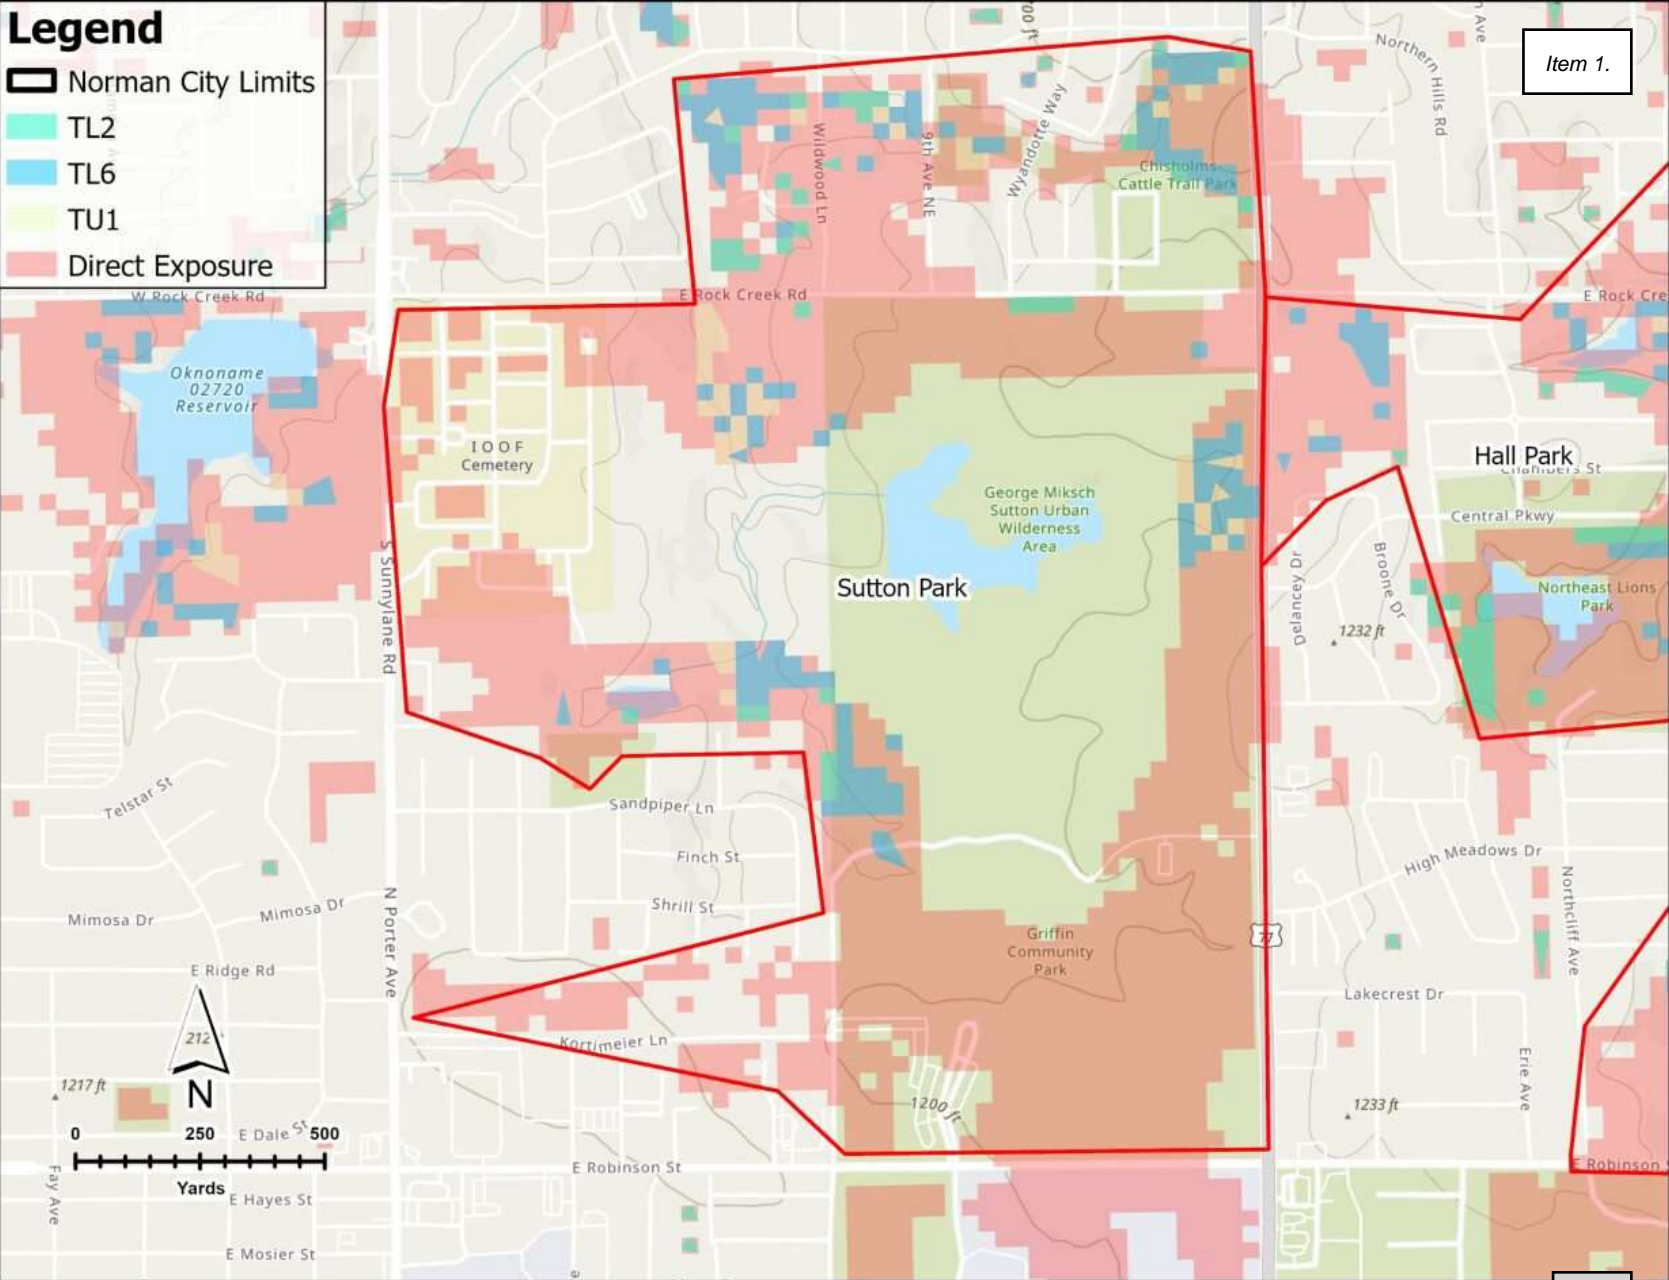 Legend
Norman City Limits
TL2
TL6
TU1
Direct Exposure
Item 1.
Northern
Hills Rd
Wildwood Ln
9th Ave NE
Wyandotte Way
Chisholms-
Cattle Trail Park
W Rock Creek Rd
E Rock Creek Rd
E Rock Cre
Oknoname
02720
Reservoir
I O O F
Cemetery
George Miksch
Sutton Urban
Wilderness
Area
Hall Park
Chambers St
Central Pkwy
Sutton Park
S Sunnylane Rd
Delancey Dr
Broone Dr
Northeast Lions
Park
1232 ft
Telstar St
Sandpiper Ln
Finch St
High Meadows Dr
Mimosa Dr
Mimosa Dr
Shrill St
N Porter Ave
Northcliff Ave
77
Griffin
Community
Park
E Ridge Rd
Lakecrest Dr
212
Kortimeier Ln
N
1217 ft
1200 ft
Erie Ave
1233 ft
0 250 500
Yards
E Dale St
E Robinson St
E Robinson
Fay Ave
E Hayes St
E Mosier St